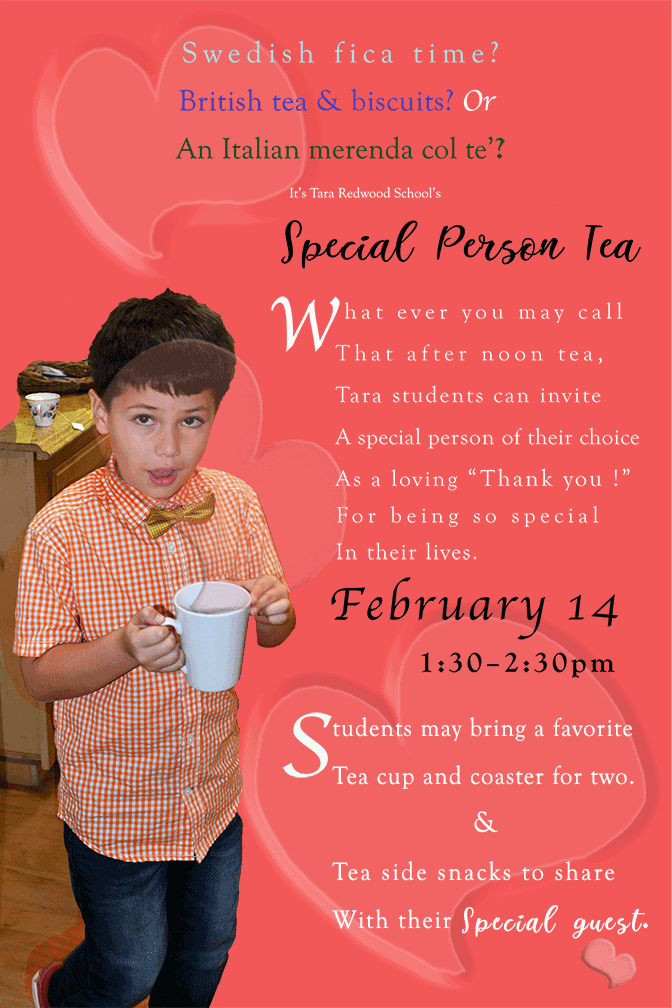 Swedish fica time?
British tea & biscuits? Or
An Italian merenda col te’?
It’s Tara Redwood School’s
Special Person Tea
What ever you may call
That after noon tea,
Tara students can invite
A special person of their choice
As a loving “Thank you !”
For being so special
In their lives.
February 14
1:30–2:30pm
Students may bring a favorite
Tea cup and coaster for two.
&
Tea side snacks to share
With their Special guest.